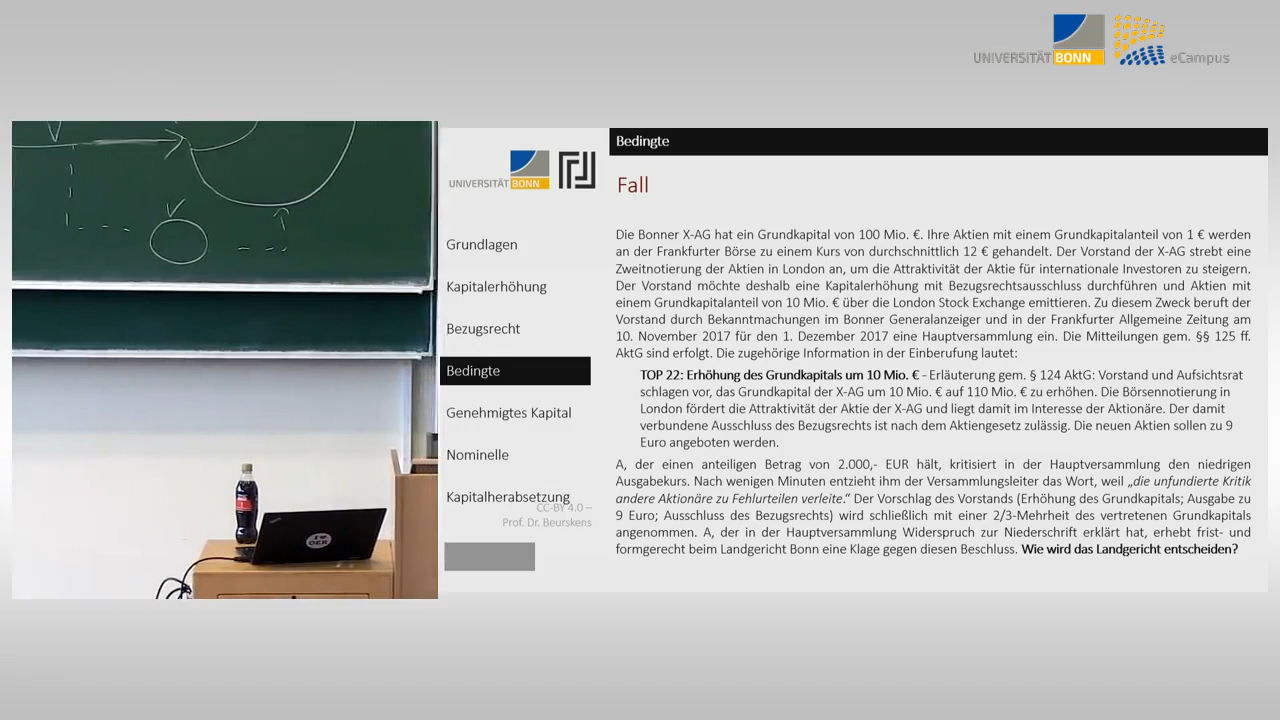 UNIVERSITÄT BONN eCampus
Bedingte
UNIVERSITÄT BONN
Fall
Grundlagen
Kapitalerhöhung
Bezugsrecht
Bedingte
Genehmigtes Kapital
Nominelle
Kapitalherabsetzung
CC-BY 4.0 –
Prof. Dr. Beurskens
Die Bonner X-AG hat ein Grundkapital von 100 Mio. €. Ihre Aktien mit einem Grundkapitalanteil von 1 € werden
an der Frankfurter Börse zu einem Kurs von durchschnittlich 12 € gehandelt. Der Vorstand der X-AG strebt eine
Zweitnotierung der Aktien in London an, um die Attraktivität der Aktie für internationale Investoren zu steigern.
Der Vorstand möchte deshalb eine Kapitalerhöhung mit Bezugsrechtsausschluss durchführen und Aktien mit
einem Grundkapitalanteil von 10 Mio. € über die London Stock Exchange emittieren. Zu diesem Zweck beruft der
Vorstand durch Bekanntmachungen im Bonner Generalanzeiger und in der Frankfurter Allgemeine Zeitung am
10. November 2017 für den 1. Dezember 2017 eine Hauptversammlung ein. Die Mitteilungen gem. §§ 125 ff.
AktG sind erfolgt. Die zugehörige Information in der Einberufung lautet:
TOP 22: Erhöhung des Grundkapitals um 10 Mio. € - Erläuterung gem. § 124 AktG: Vorstand und Aufsichtsrat
schlagen vor, das Grundkapital der X-AG um 10 Mio. € auf 110 Mio. € zu erhöhen. Die Börsennotierung in
London fördert die Attraktivität der Aktie der X-AG und liegt damit im Interesse der Aktionäre. Der damit
verbundene Ausschluss des Bezugsrechts ist nach dem Aktiengesetz zulässig. Die neuen Aktien sollen zu 9
Euro angeboten werden.
A, der einen anteiligen Betrag von 2.000,- EUR hält, kritisiert in der Hauptversammlung den niedrigen
Ausgabekurs. Nach wenigen Minuten entzieht ihm der Versammlungsleiter das Wort, weil „die unfundierte Kritik
andere Aktionäre zu Fehlurteilen verleite.“ Der Vorschlag des Vorstands (Erhöhung des Grundkapitals; Ausgabe zu
9 Euro; Ausschluss des Bezugsrechts) wird schließlich mit einer 2/3-Mehrheit des vertretenen Grundkapitals
angenommen. A, der in der Hauptversammlung Widerspruch zur Niederschrift erklärt hat, erhebt frist- und
formgerecht beim Landgericht Bonn eine Klage gegen diesen Beschluss. Wie wird das Landgericht entscheiden?
I ♥
OER